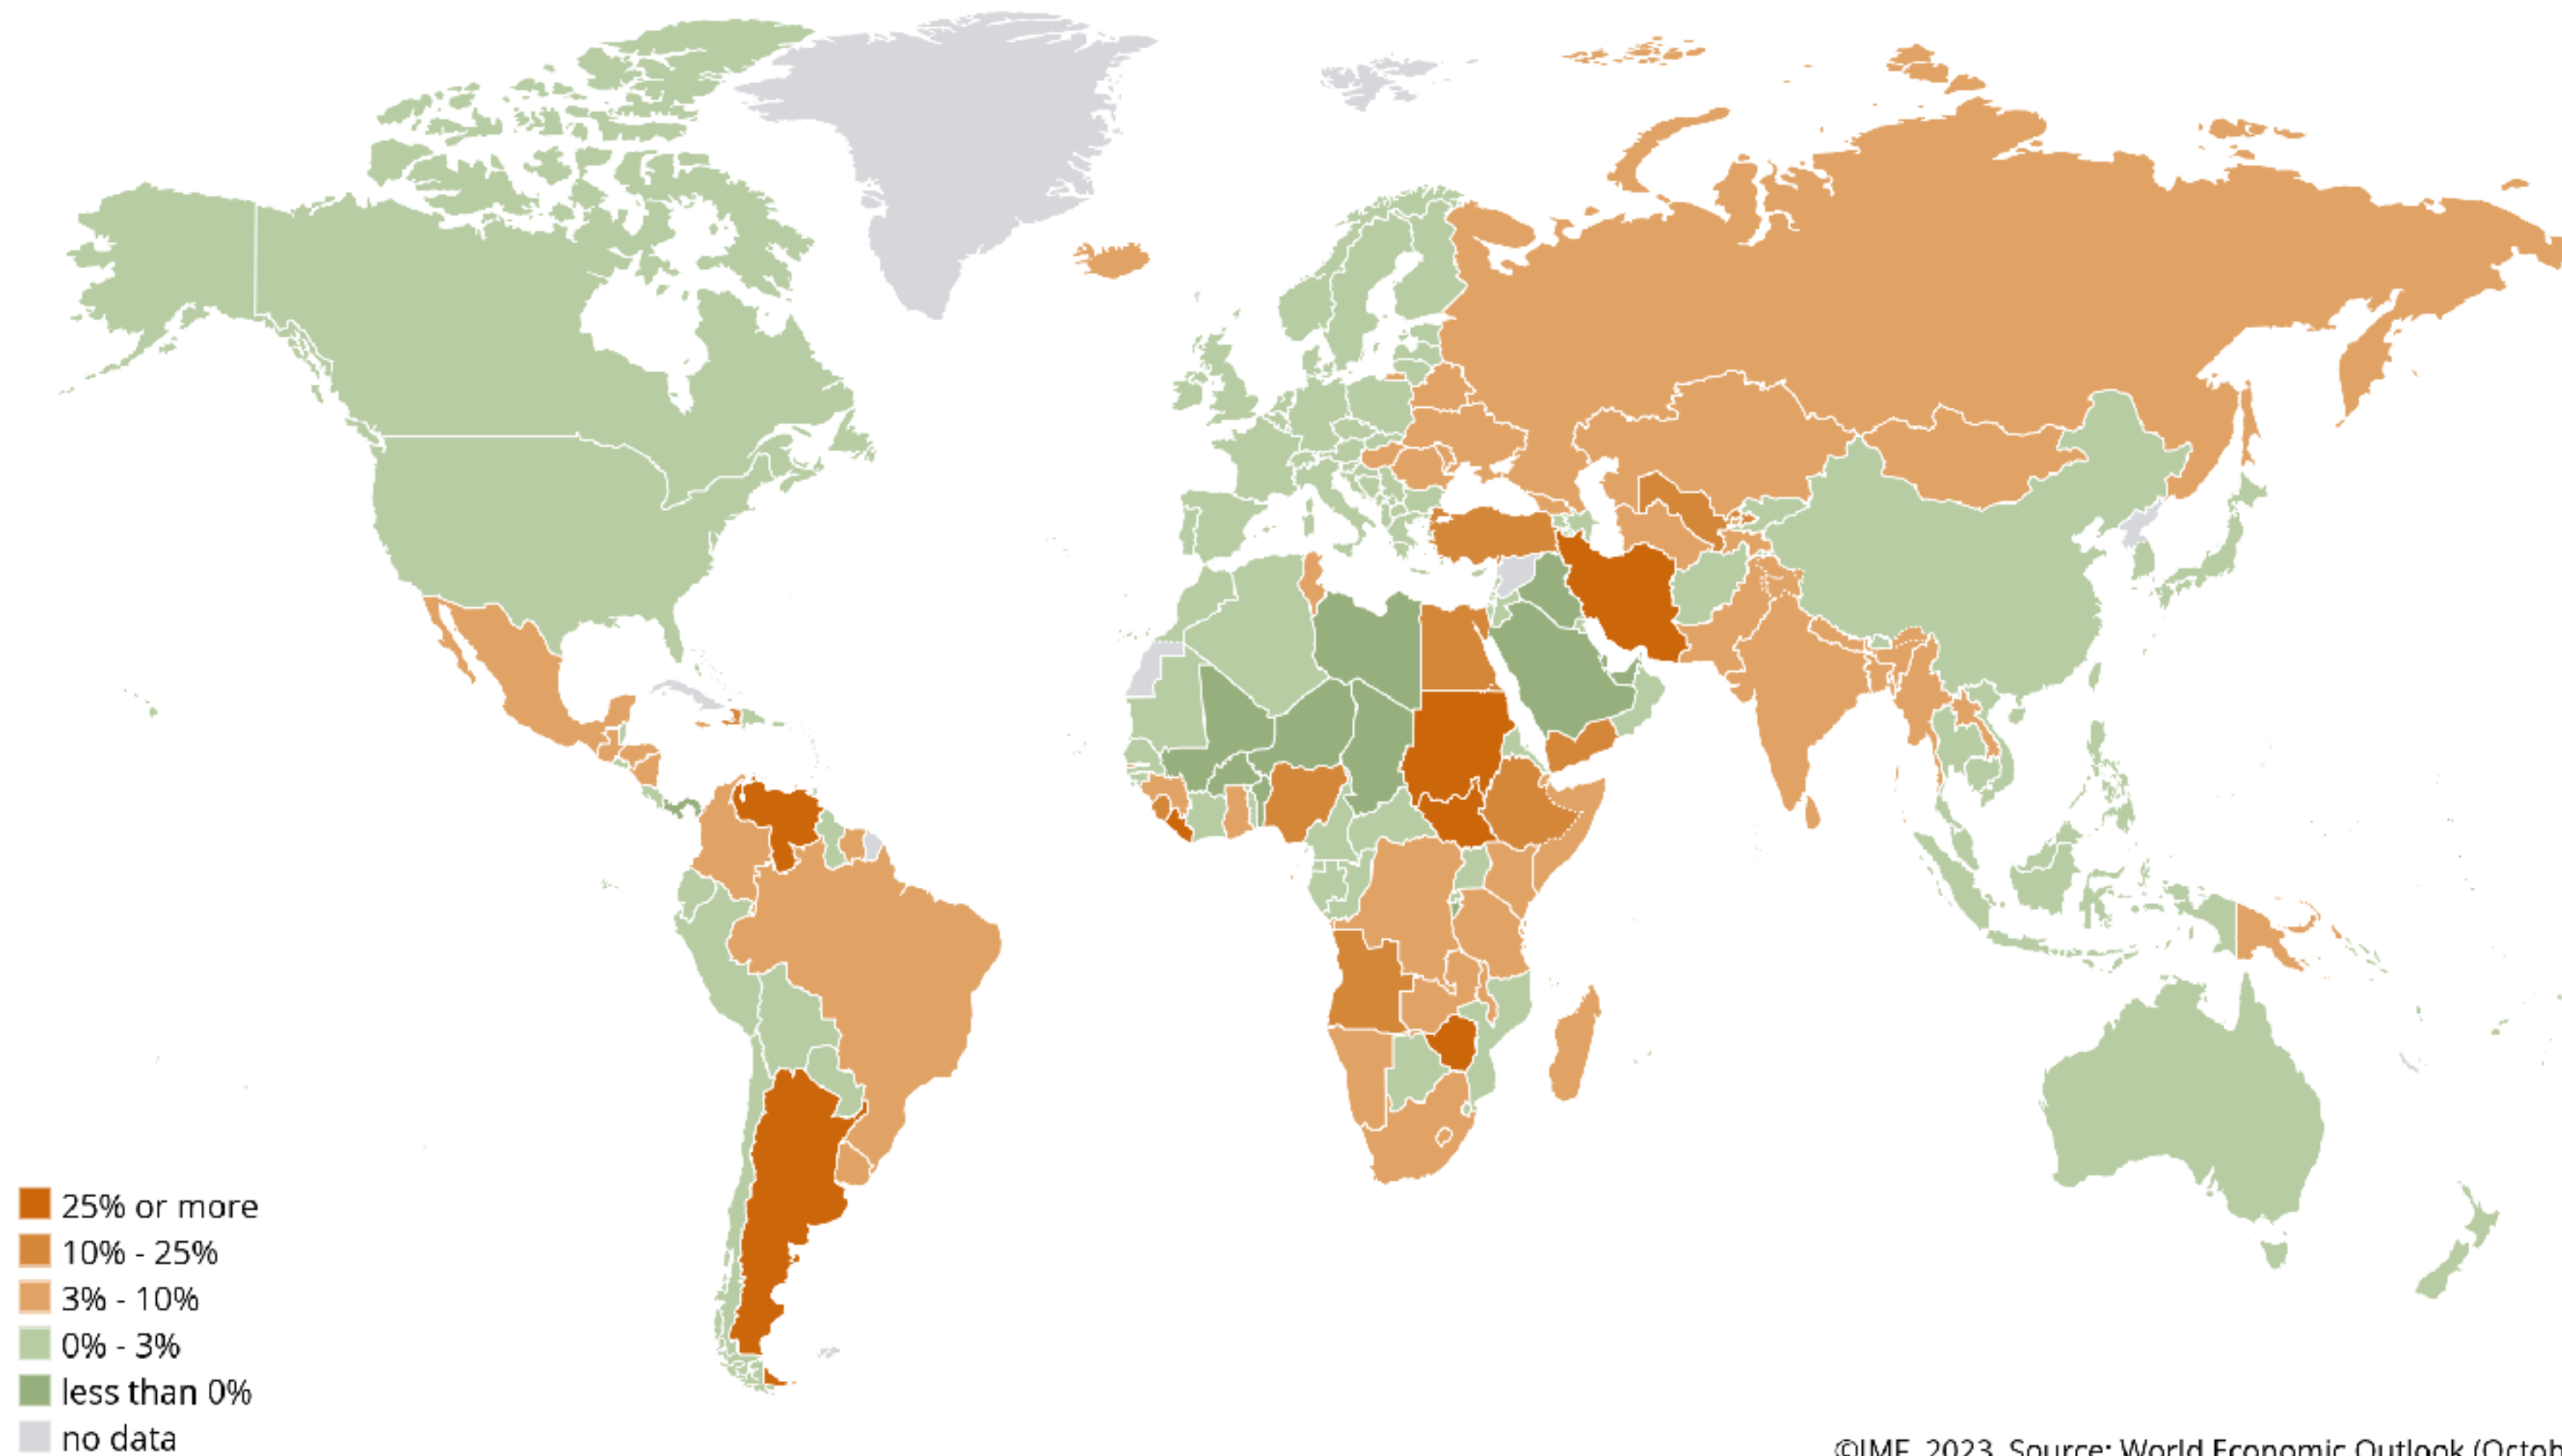 25% or more
10% - 25%
3% - 10%
0% - 3%
less than 0%
no data
©IMF, 2023, Source: World Economic Outlook